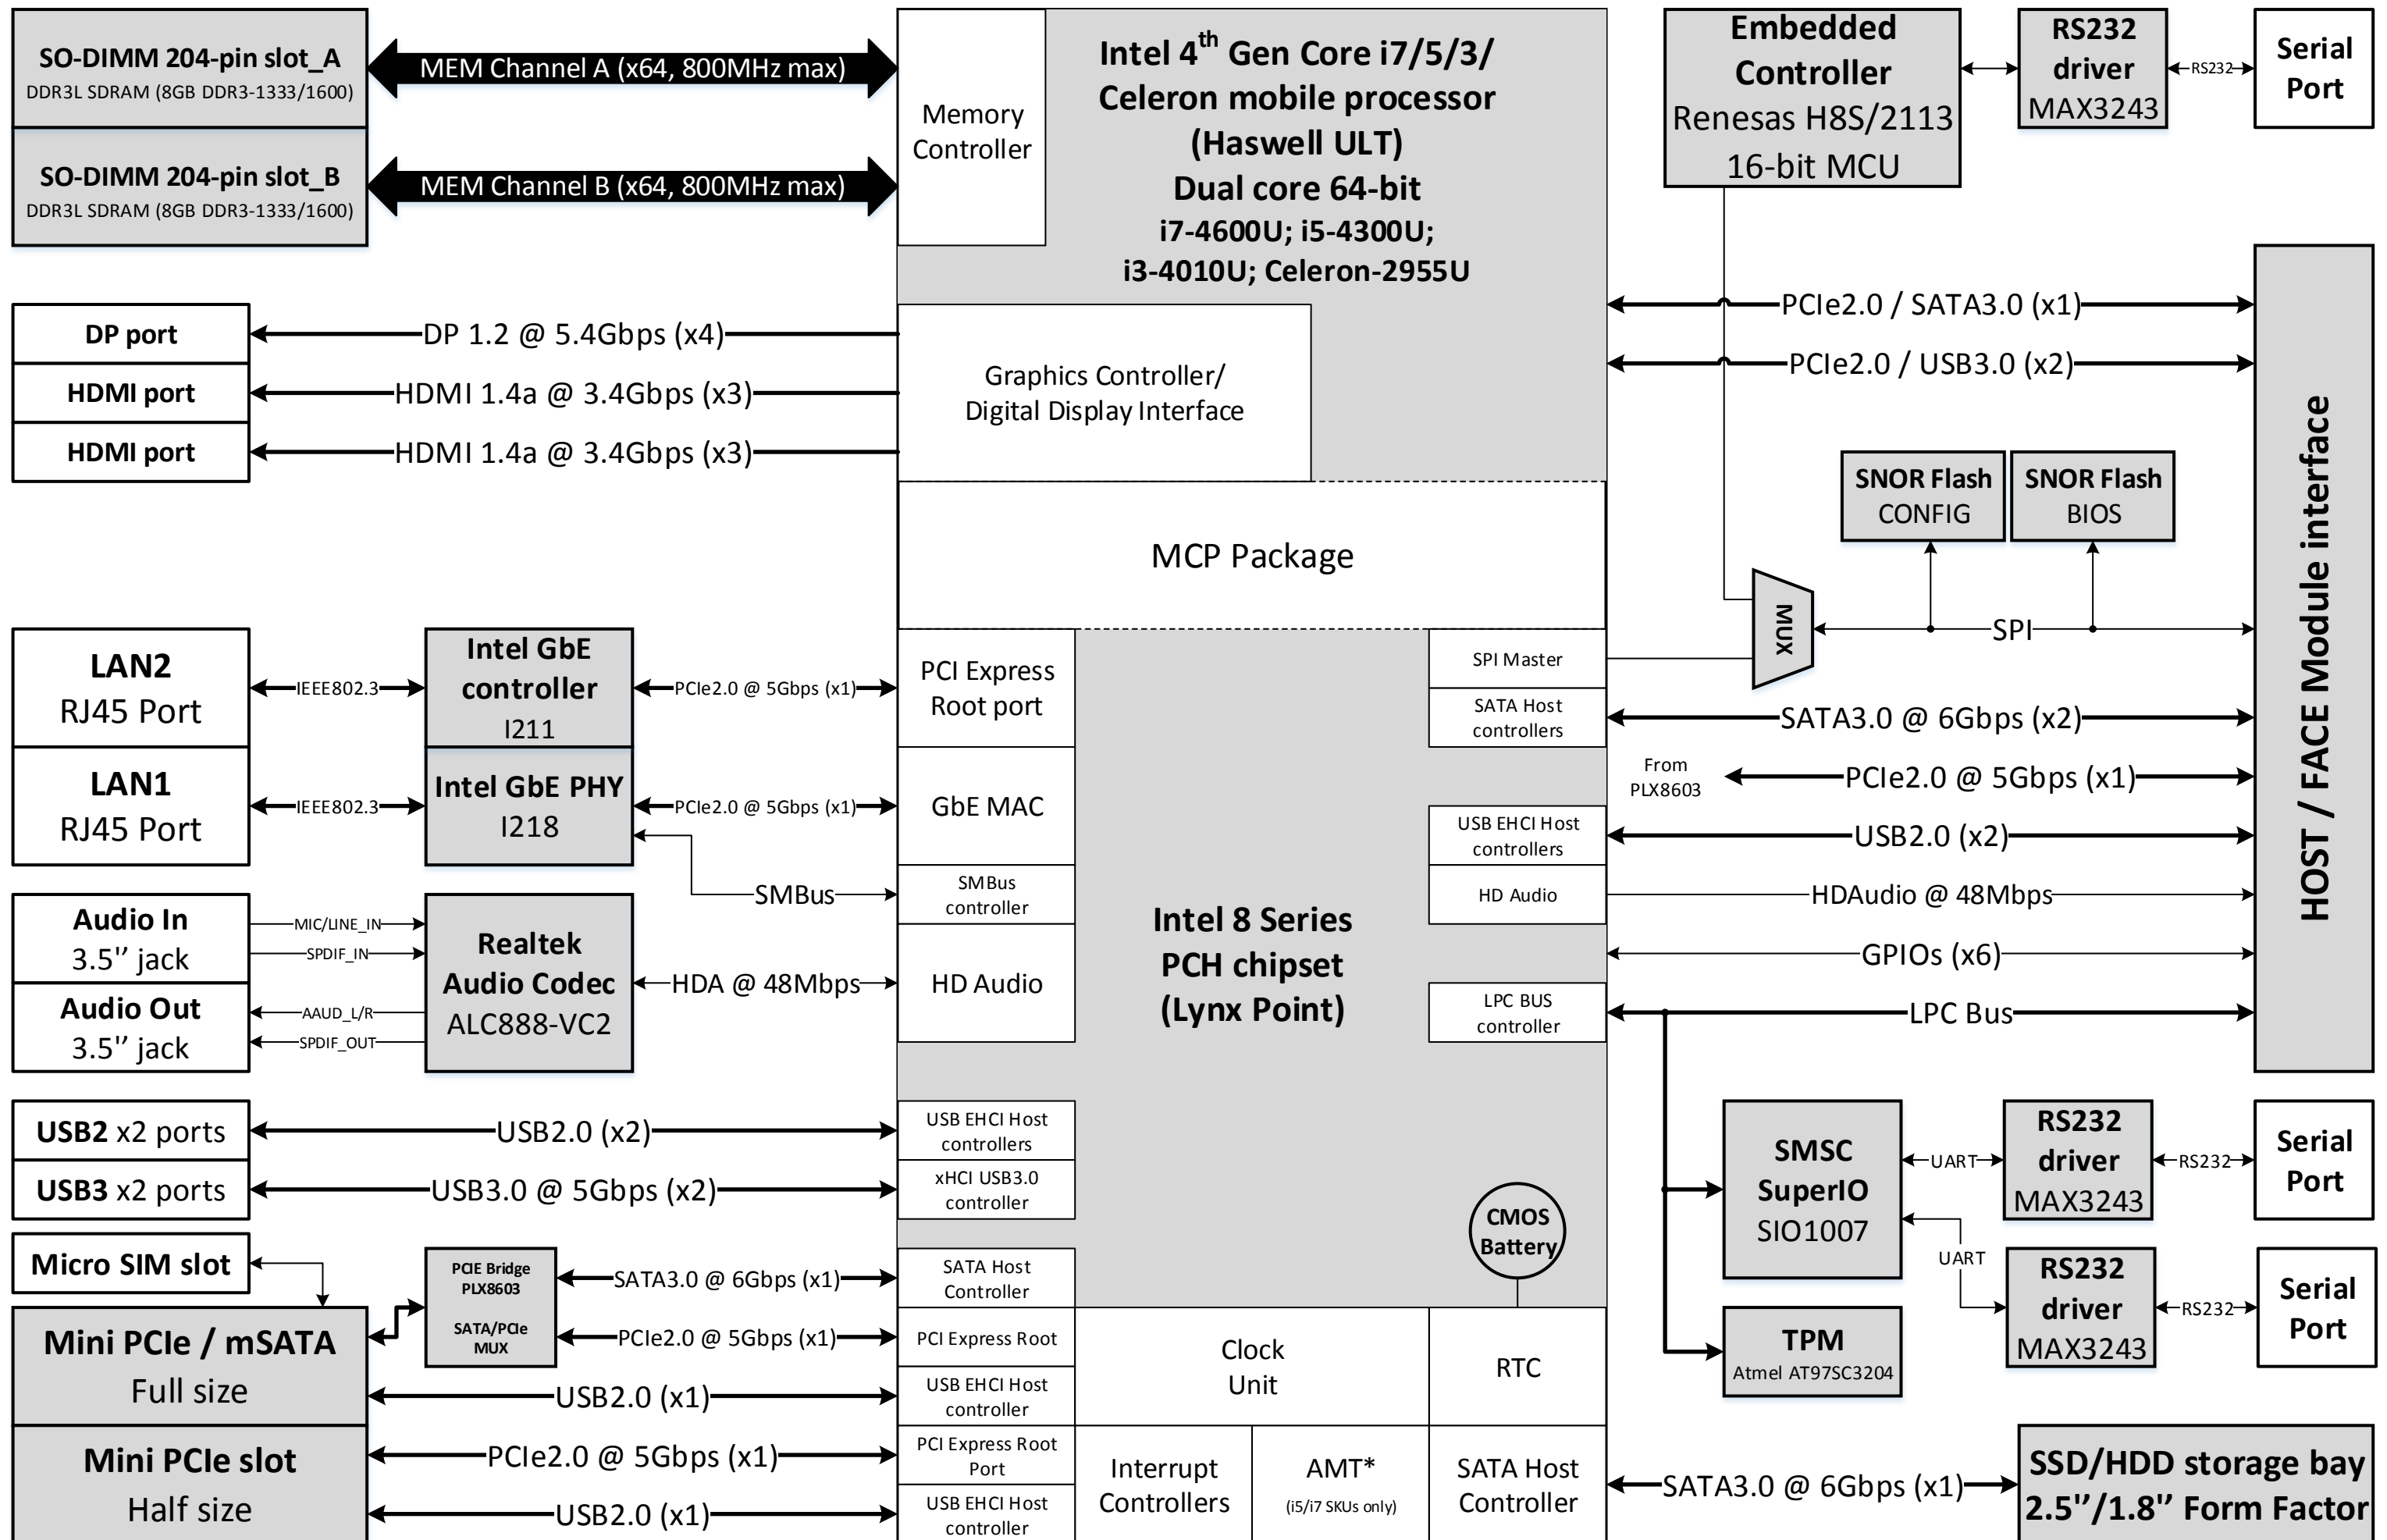 SO-DIMM 204-pin slot_A
DDR3L SDRAM (8GB DDR3-1333/1600)
MEM Channel A (x64, 800MHz max)
SO-DIMM 204-pin slot_B
DDR3L SDRAM (8GB DDR3-1333/1600)
MEM Channel B (x64, 800MHz max)
Memory
Controller
Intel 4th Gen Core i7/5/3/
Celeron mobile processor
(Haswell ULT)
Dual core 64-bit
i7-4600U; i5-4300U;
i3-4010U; Celeron-2955U
Embedded
Controller
Renesas H8S/2113
16-bit MCU
RS232
driver
MAX3243
RS232
Serial
Port
DP port
DP 1.2 @ 5.4Gbps (x4)
HDMI port
HDMI 1.4a @ 3.4Gbps (x3)
HDMI port
HDMI 1.4a @ 3.4Gbps (x3)
Graphics Controller/
Digital Display Interface
PCIe2.0 / SATA3.0 (x1)
PCIe2.0 / USB3.0 (x2)
HOST / FACE Module interface
SNOR Flash
CONFIG
SNOR Flash
BIOS
MUX
SPI
MCP Package
LAN2
RJ45 Port
IEEE802.3
Intel GbE
controller
I211
PCIe2.0 @ 5Gbps (x1)
PCI Express
Root port
LAN1
RJ45 Port
IEEE802.3
Intel GbE PHY
I218
PCIe2.0 @ 5Gbps (x1)
GbE MAC
SMBus
SMBus
controller
Audio In
3.5'' jack
MIC/LINE_IN
SPDIF_IN
Audio Out
3.5'' jack
AAUD_L/R
SPDIF_OUT
Realtek
Audio Codec
ALC888-VC2
HDA @ 48Mbps
HD Audio
Intel 8 Series
PCH chipset
(Lynx Point)
SPI Master
SATA Host
controllers
SATA3.0 @ 6Gbps (x2)
From
PLX8603
PCIe2.0 @ 5Gbps (x1)
USB EHCI Host
controllers
USB2.0 (x2)
HD Audio
HDAudio @ 48Mbps
GPIOs (x6)
LPC BUS
controller
LPC Bus
USB2 x2 ports
USB2.0 (x2)
USB EHCI Host
controllers
USB3 x2 ports
USB3.0 @ 5Gbps (x2)
xHCI USB3.0
controller
Micro SIM slot
Mini PCIe / mSATA
Full size
PCIE Bridge
PLX8603
SATA/PCIe
MUX
SATA3.0 @ 6Gbps (x1)
SATA Host
Controller
PCIe2.0 @ 5Gbps (x1)
PCI Express Root
USB2.0 (x1)
USB EHCI Host
controller
Mini PCIe slot
Half size
PCIe2.0 @ 5Gbps (x1)
PCI Express Root
Port
USB2.0 (x1)
USB EHCI Host
controller
CMOS
Battery
Clock
Unit
RTC
Interrupt
Controllers
AMT*
(i5/i7 SKUs only)
SATA Host
Controller
SMSC
SuperIO
SIO1007
UART
RS232
driver
MAX3243
RS232
Serial
Port
UART
RS232
driver
MAX3243
RS232
Serial
Port
TPM
Atmel AT97SC3204
SATA3.0 @ 6Gbps (x1)
SSD/HDD storage bay
2.5''/1.8'' Form Factor